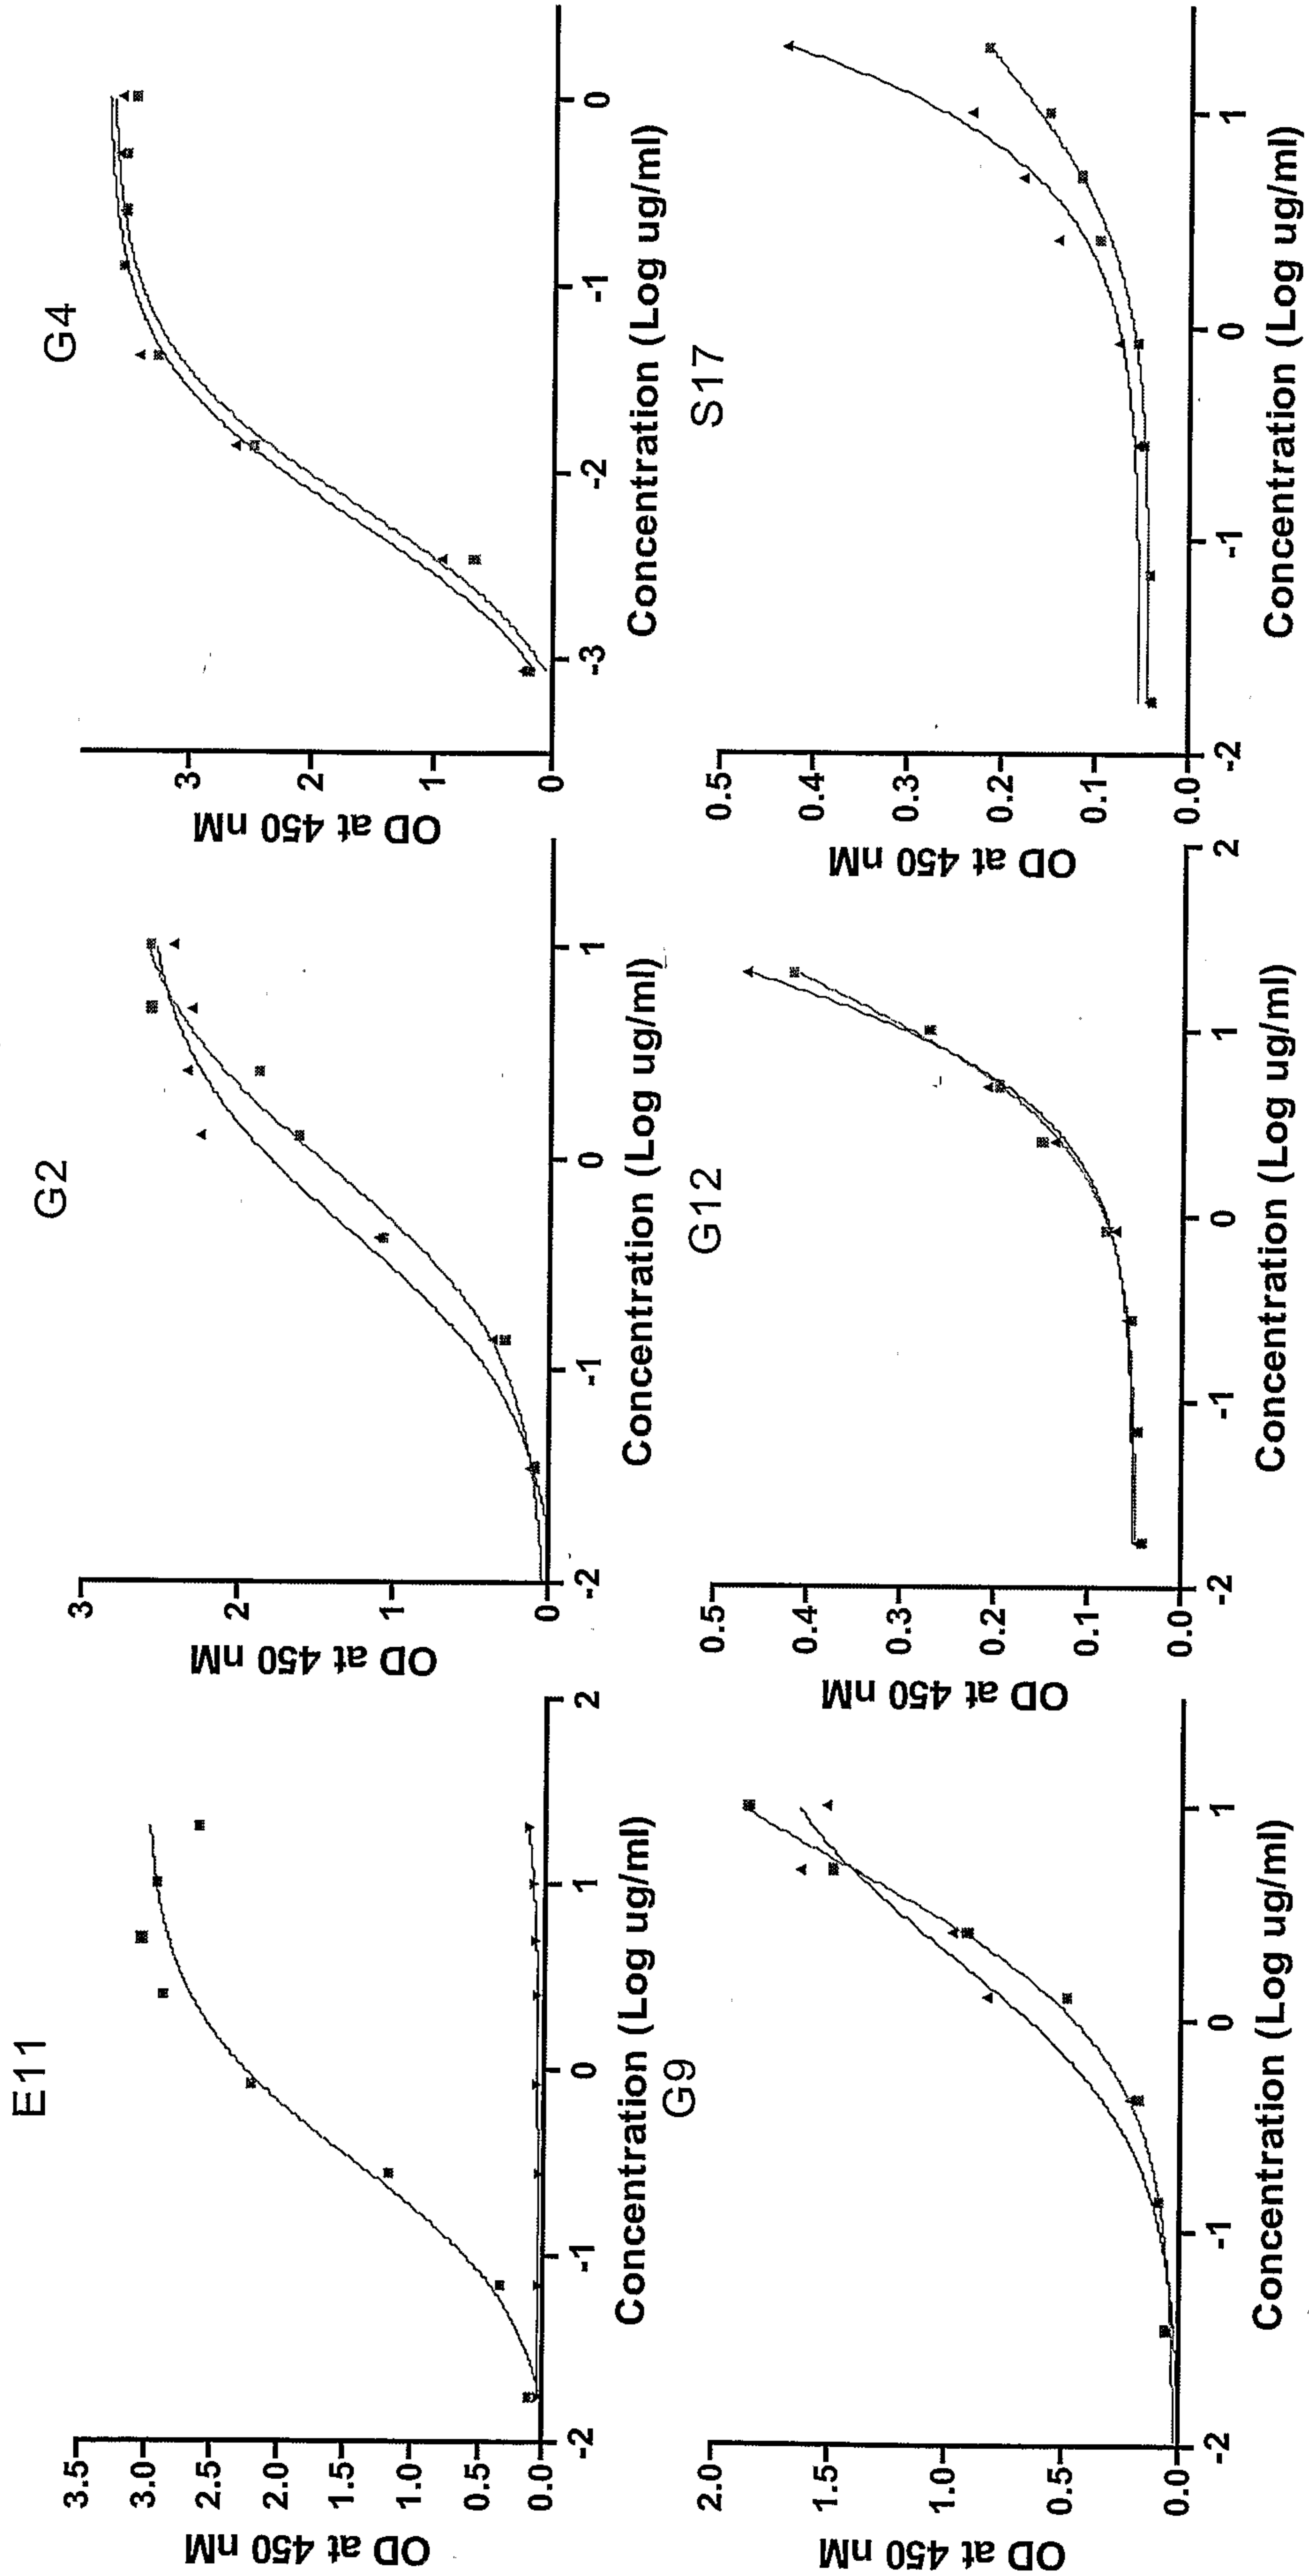 E11
OD at 450 nM
3.5
3.0
2.5
2.0
1.5
1.0
0.5
0.0
-2 -1 0 1 2
Concentration (Log ug/ml)
G2
OD at 450 nM
3
2
1
0
-2 -1 0 1
Concentration (Log ug/ml)
G4
OD at 450 nM
3
2
1
0
-3 -2 -1 0
Concentration (Log ug/ml)
G9
OD at 450 nM
2.0
1.5
1.0
0.5
0.0
-2 -1 0 1
Concentration (Log ug/ml)
G12
OD at 450 nM
0.5
0.4
0.3
0.2
0.1
0.0
-2 -1 0 1 2
Concentration (Log ug/ml)
S17
OD at 450 nM
0.5
0.4
0.3
0.2
0.1
0.0
-2 -1 0 1
Concentration (Log ug/ml)